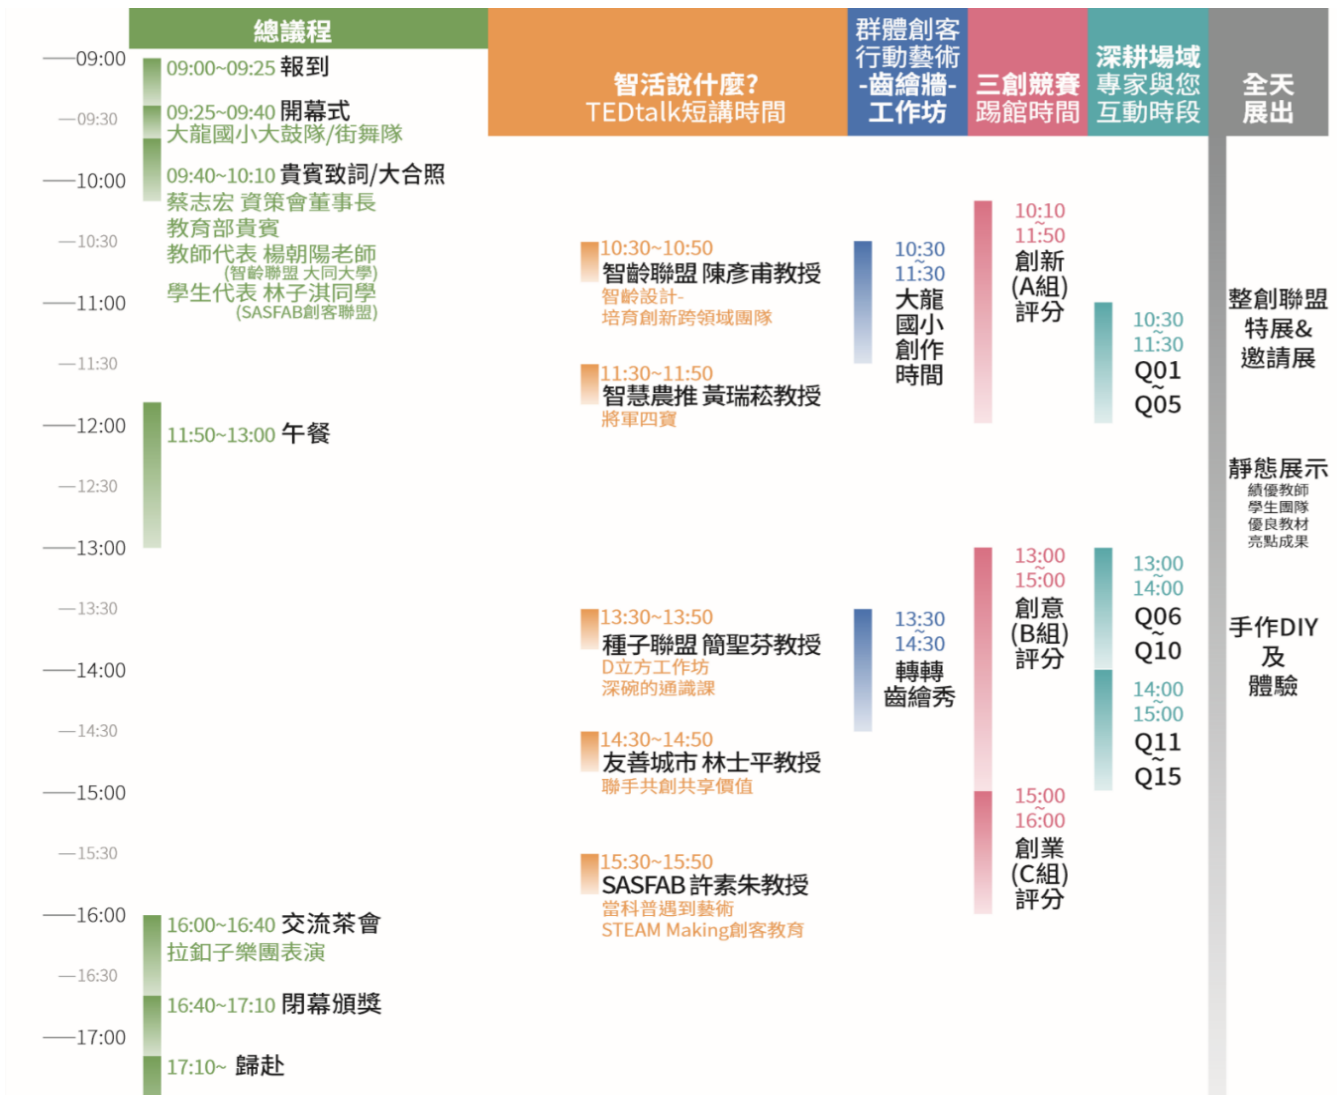 總議程
09:00
09:30
10:00
10:30
11:00
11:30
12:00
12:30
13:00
13:30
14:00
14:30
15:00
15:30
16:00
16:30
17:00
09:00~09:25 報到
09:25~09:40 開幕式
大龍國小大鼓隊/街舞隊
09:40~10:10 貴賓致詞/大合照
蔡志宏 資策會董事長
教育部貴賓
教師代表 楊朝陽老師
(智齡聯盟 大同大學)
學生代表 林子淇同學
(SASFAB創客聯盟)
11:50~13:00 午餐
16:00~16:40 交流茶會
拉釦子樂團表演
16:40~17:10 閉幕頒獎
17:10~ 歸赴
智活說什麼?
TEDtalk短講時間
10:30~10:50
智齡聯盟 陳彥甫教授
智齡設計-
培育創新跨領域團隊
11:30~11:50
智慧農推 黃瑞菘教授
將軍四寶
13:30~13:50
種子聯盟 簡聖芬教授
D立方工作坊
深碗的通識課
14:30~14:50
友善城市 林士平教授
聯手共創共享價值
15:30~15:50
SASFAB 許素朱教授
當科普遇到藝術
STEAM Making創客教育
群體創客
行動藝術
-齒繪牆-
工作坊
10:30
~
11:30
大龍
國小
創作
時間
13:30
~
14:30
轉轉
齒繪秀
三創競賽
踢館時間
10:10
~
11:50
創新
(A組)
評分
13:00
~
15:00
創意
(B組)
評分
15:00
~
16:00
創業
(C組)
評分
深耕場域
專家與您
互動時段
10:30
~
11:30
Q01
~
Q05
13:00
~
14:00
Q06
~
Q10
14:00
~
15:00
Q11
~
Q15
全天
展出
整創聯盟
特展&
邀請展
靜態展示
績優教師
學生團隊
優良教材
亮點成果
手作DIY
及
體驗